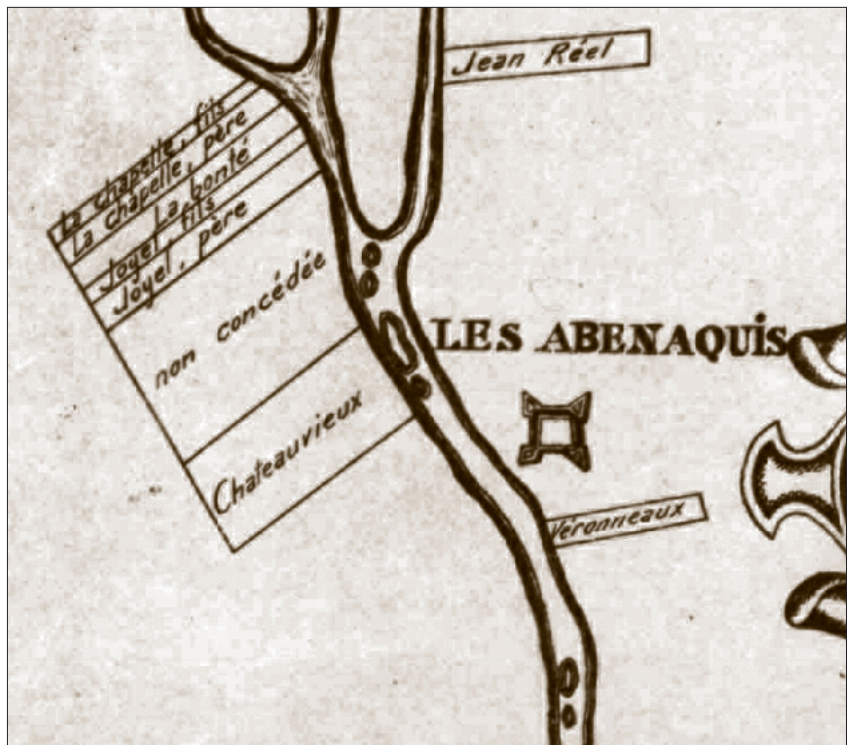 Jean Réel
La chapelle, fils
La chapelle, père
La bonté
Joyel, fils
Joyel, père
non concédée
LES ABENAQUIS
Chateauvieux
Véronneaux